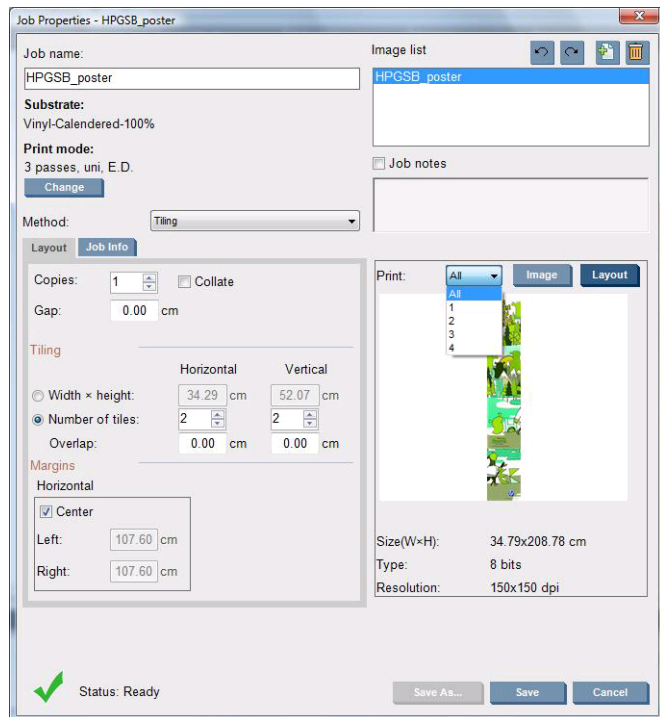 Job Properties - HPGSB_poster
Job name:
HPGSB_poster
Substrate:
Vinyl-Calendered-100%
Print mode:
3 passes, uni, E.D.
Change
Method: Tiling
Layout Job Info
Copies: 1 Collate
Gap: 0.00 cm
Tiling
Horizontal Vertical
Width × height: 34.29 cm 52.07 cm
Number of tiles: 2 2
Overlap: 0.00 cm 0.00 cm
Margins
Horizontal
Center
Left: 107.60 cm
Right: 107.60 cm
Image list
HPGSB_poster
Job notes
Print: All Image Layout
All
1
2
3
4
Size(W×H): 34.79x208.78 cm
Type: 8 bits
Resolution: 150x150 dpi
Status: Ready
Save As... Save Cancel